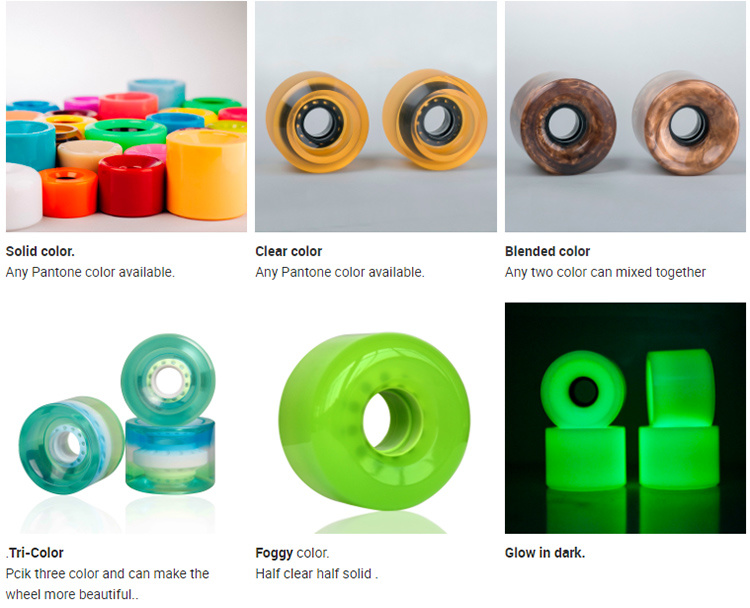 Solid color.
Any Pantone color available.
Clear color
Any Pantone color available.
Blended color
Any two color can mixed together
.Tri-Color
Pcik three color and can make the
wheel more beautiful..
Foggy color.
Half clear half solid .
Glow in dark.